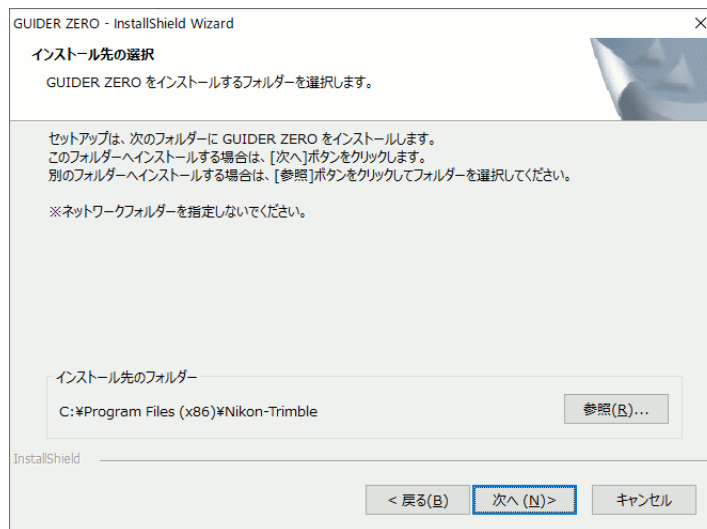 GUIDER ZERO - InstallShield Wizard
インストール先の選択
GUIDER ZERO をインストールするフォルダーを選択します。
セットアップは、次のフォルダーに GUIDER ZERO をインストールします。
このフォルダーへインストールする場合は、[次へ]ボタンをクリックします。
別のフォルダーへインストールする場合は、[参照]ボタンをクリックしてフォルダーを選択してください。
※ネットワークフォルダーを指定しないでください。
インストール先のフォルダー
C:¥Program Files (x86)¥Nikon-Trimble
参照(R)...
InstallShield
< 戻る(B)
次へ (N)>
キャンセル